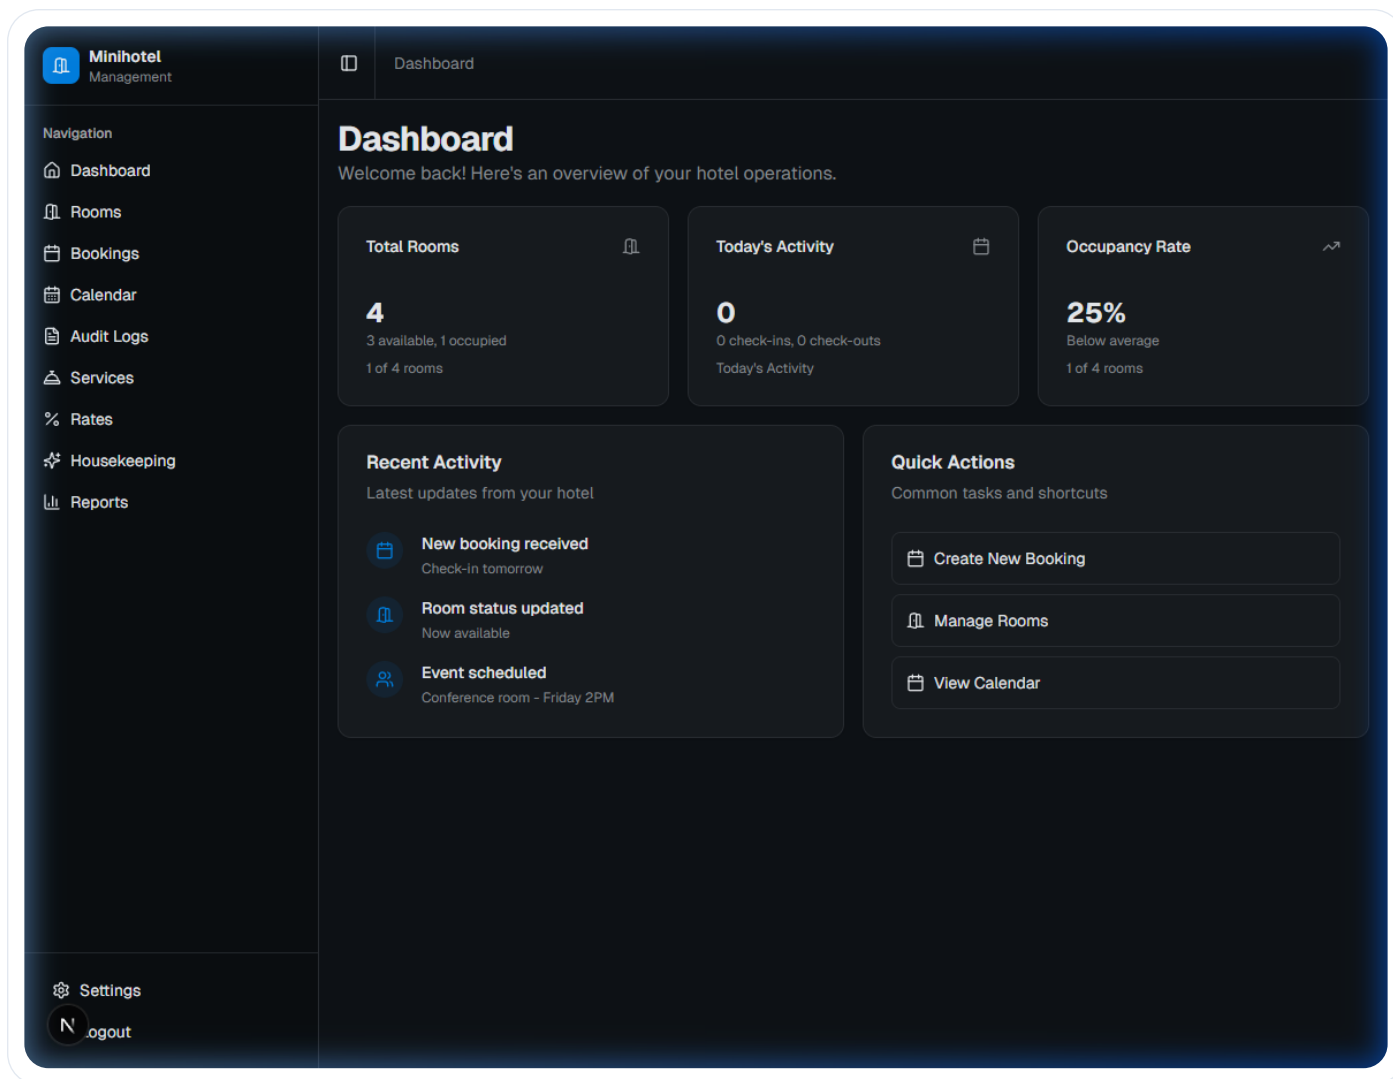 Minihotel
Management
Navigation
Dashboard
Rooms
Bookings
Calendar
Audit Logs
Services
Rates
Housekeeping
Reports
Settings
N
ogout
Dashboard
Dashboard
Welcome back! Here's an overview of your hotel operations.
Total Rooms
4
3 available, 1 occupied
1 of 4 rooms
Today's Activity
0
0 check-ins, 0 check-outs
Today's Activity
Occupancy Rate
25%
Below average
1 of 4 rooms
Recent Activity
Latest updates from your hotel
New booking received
Check-in tomorrow
Room status updated
Now available
Event scheduled
Conference room - Friday 2PM
Quick Actions
Common tasks and shortcuts
Create New Booking
Manage Rooms
View Calendar